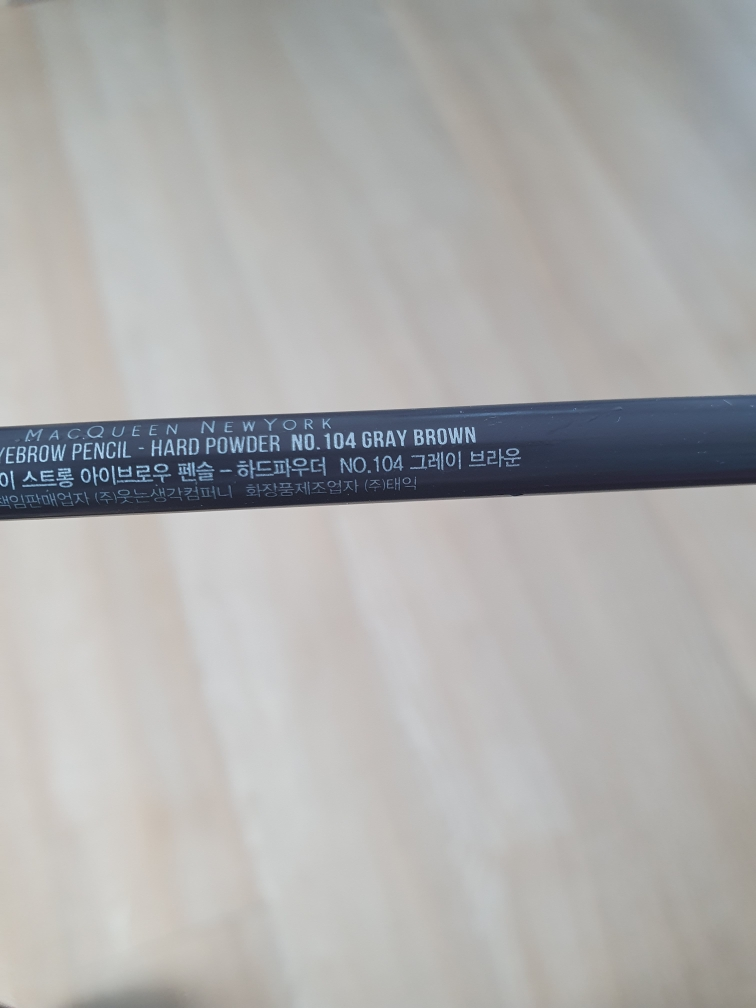 MACQUEEN NEWYORK
YEBROW PENCIL - HARD POWDER NO.104 GRAY BROWN
이 스트롱 아이브로우 펜슬 – 하드파우더 NO.104 그레이 브라운
책임판매업자 (주)웃는생각컴퍼니 화장품제조업자 (주)태익